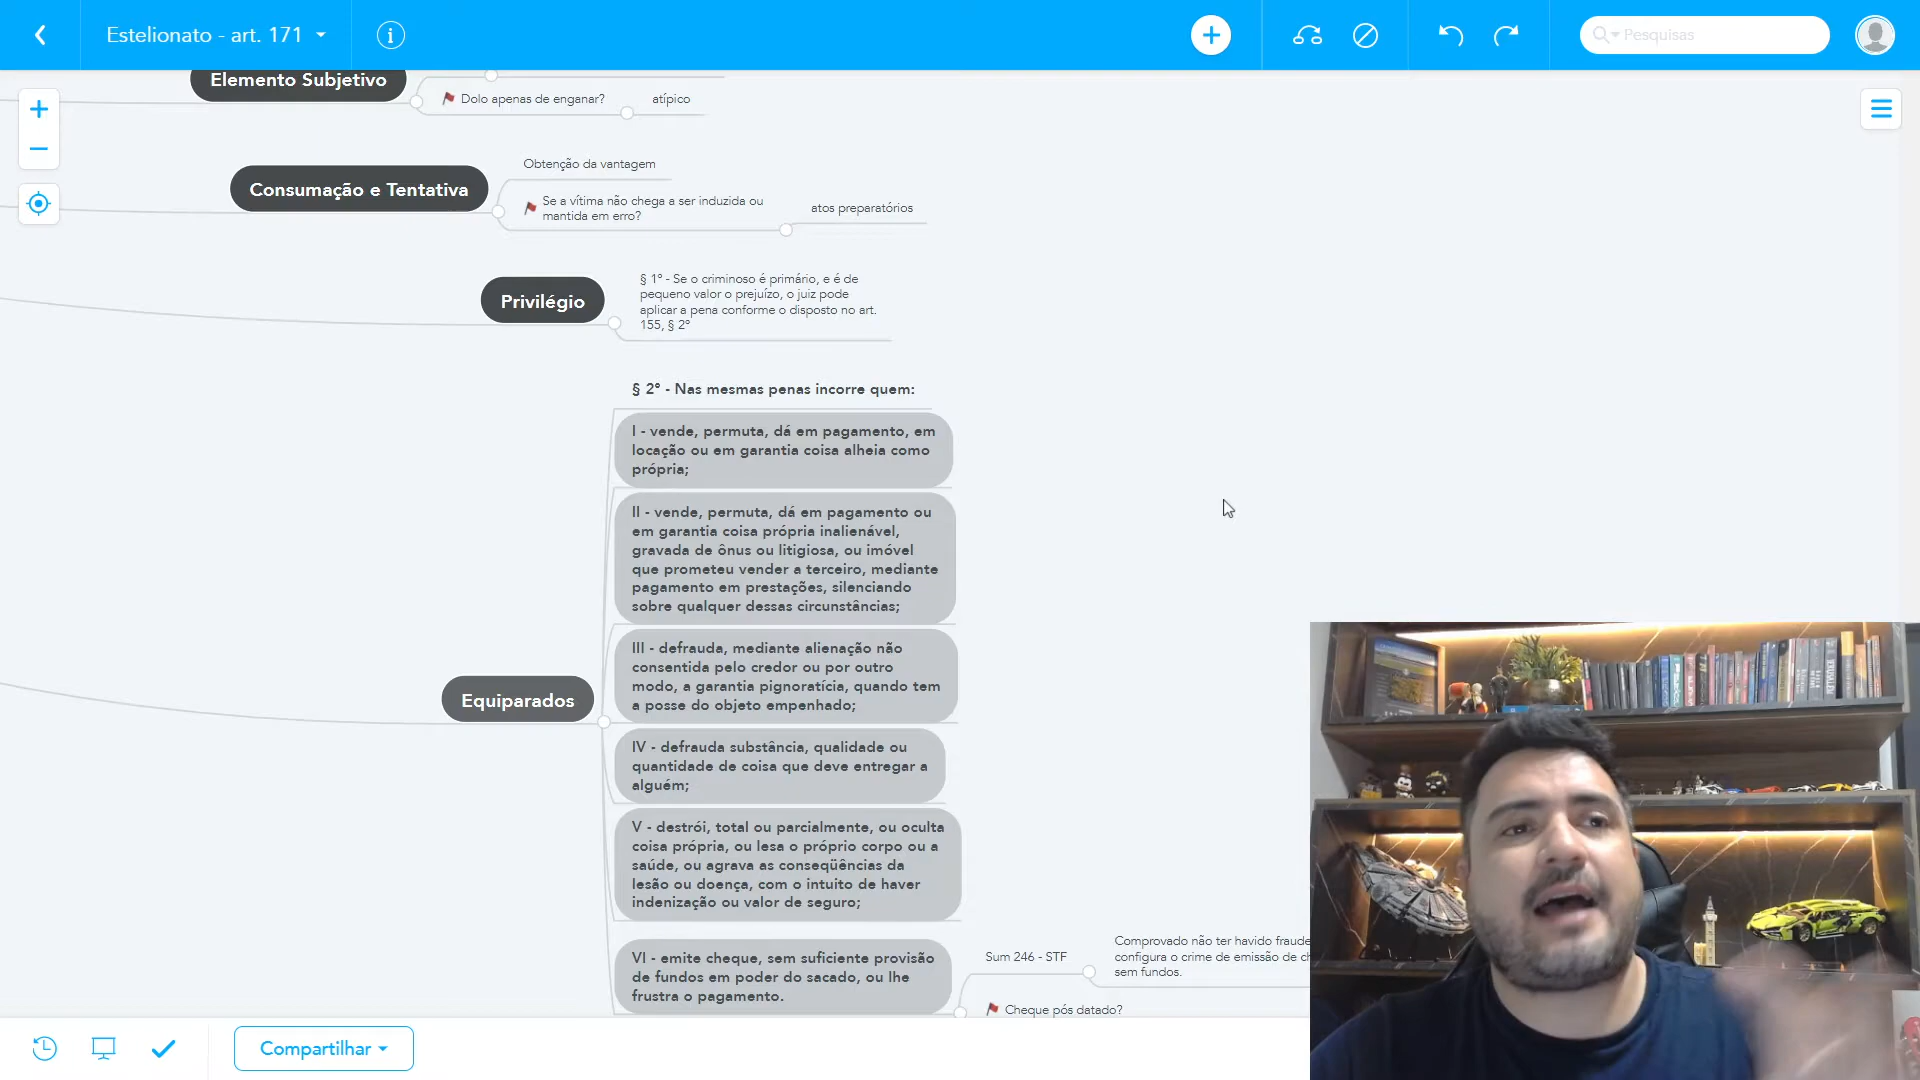 Estelionato - art. 171
Pesquisas
Elemento Subjetivo
Dolo apenas de enganar?
atípico
Consumação e Tentativa
Obtenção da vantagem
Se a vítima não chega a ser induzida ou
mantida em erro?
atos preparatórios
Privilégio
§ 1º - Se o criminoso é primário, e é de
pequeno valor o prejuízo, o juiz pode
aplicar a pena conforme o disposto no art.
155, § 2º
Equiparados
§ 2º - Nas mesmas penas incorre quem:
I - vende, permuta, dá em pagamento, em
locação ou em garantia coisa alheia como
própria;
II - vende, permuta, dá em pagamento ou
em garantia coisa própria inalienável,
gravada de ônus ou litigiosa, ou imóvel
que prometeu vender a terceiro, mediante
pagamento em prestações, silenciando
sobre qualquer dessas circunstâncias;
III - defrauda, mediante alienação não
consentida pelo credor ou por outro
modo, a garantia pignoratícia, quando tem
a posse do objeto empenhado;
IV - defrauda substância, qualidade ou
quantidade de coisa que deve entregar a
alguém;
V - destrói, total ou parcialmente, ou oculta
coisa própria, ou lesa o próprio corpo ou a
saúde, ou agrava as conseqüências da
lesão ou doença, com o intuito de haver
indenização ou valor de seguro;
VI - emite cheque, sem suficiente provisão
de fundos em poder do sacado, ou lhe
frustra o pagamento.
Sum 246 - STF
Comprovado não ter havido fraude
configura o crime de emissão de
sem fundos.
Cheque pós datado?
Compartilhar